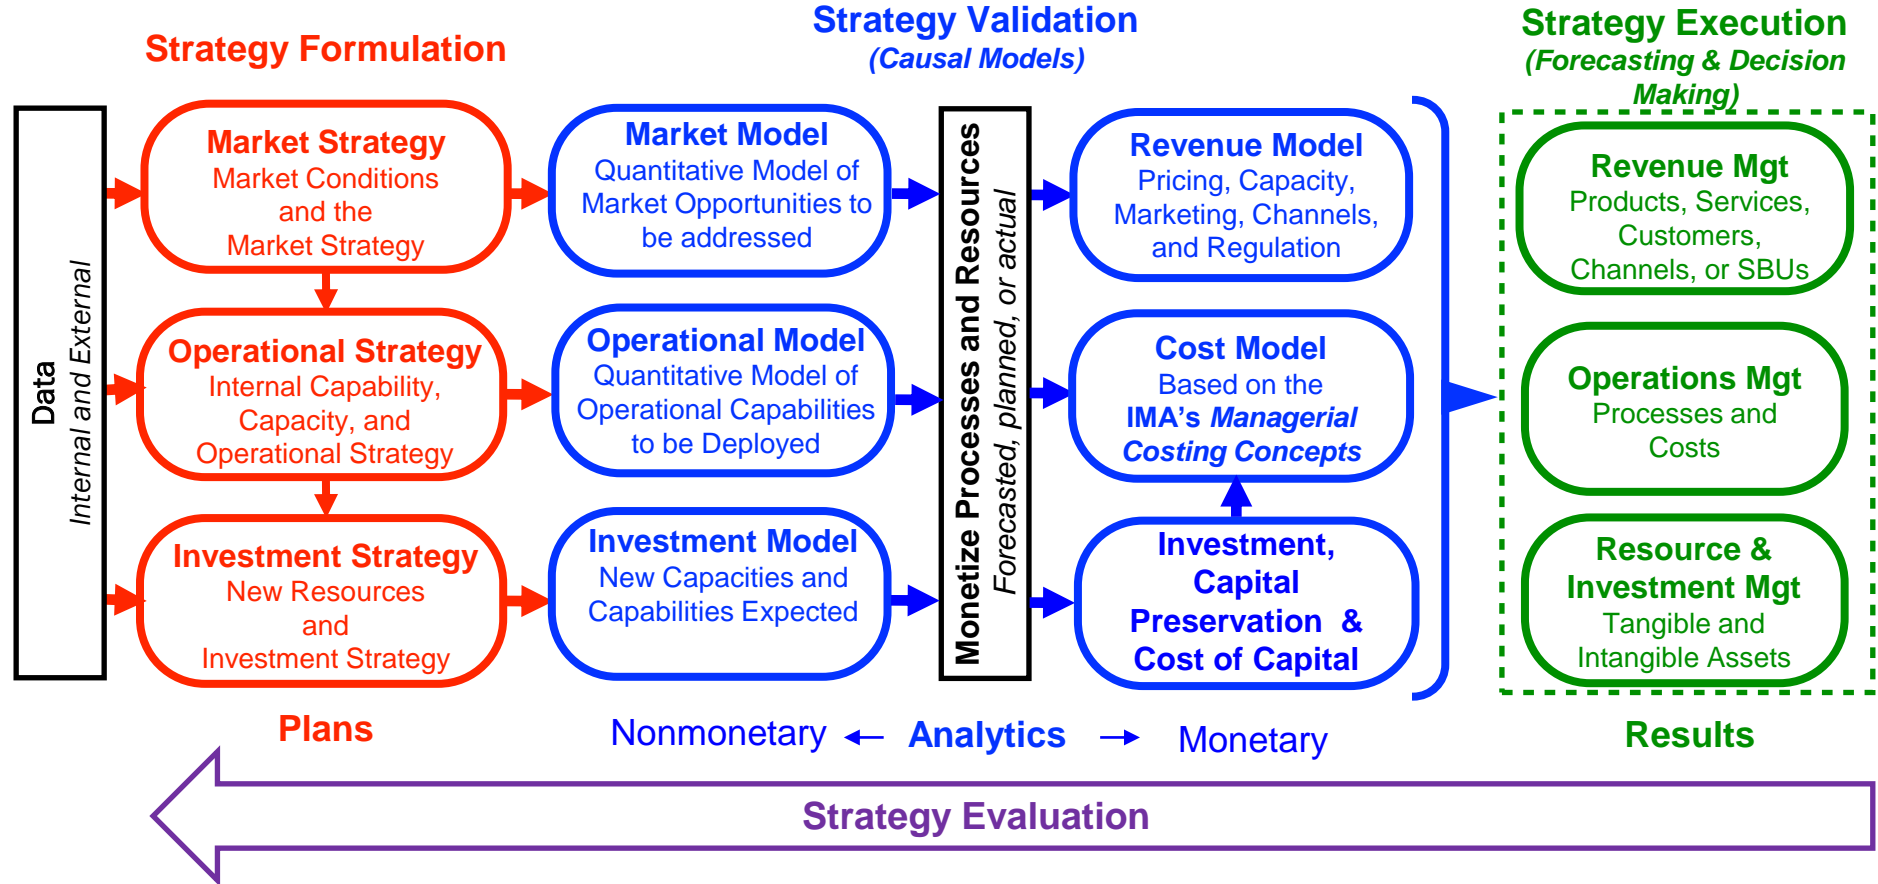 Strategy Formulation
Strategy Validation
(Causal Models)
Strategy Execution
(Forecasting & Decision
Making)
Data
Internal and External
Market Strategy
Market Conditions
and the
Market Strategy
Operational Strategy
Internal Capability,
Capacity, and
Operational Strategy
Investment Strategy
New Resources
and
Investment Strategy
Market Model
Quantitative Model of
Market Opportunities to
be addressed
Operational Model
Quantitative Model of
Operational Capabilities
to be Deployed
Investment Model
New Capacities and
Capabilities Expected
Monetize Processes and Resources
Forecasted, planned, or actual
Revenue Model
Pricing, Capacity,
Marketing, Channels,
and Regulation
Cost Model
Based on the
IMA's Managerial
Costing Concepts
Investment,
Capital
Preservation &
Cost of Capital
Revenue Mgt
Products, Services,
Customers,
Channels, or SBUs
Operations Mgt
Processes and
Costs
Resource &
Investment Mgt
Tangible and
Intangible Assets
Plans
Nonmonetary
Analytics
Monetary
Results
Strategy Evaluation